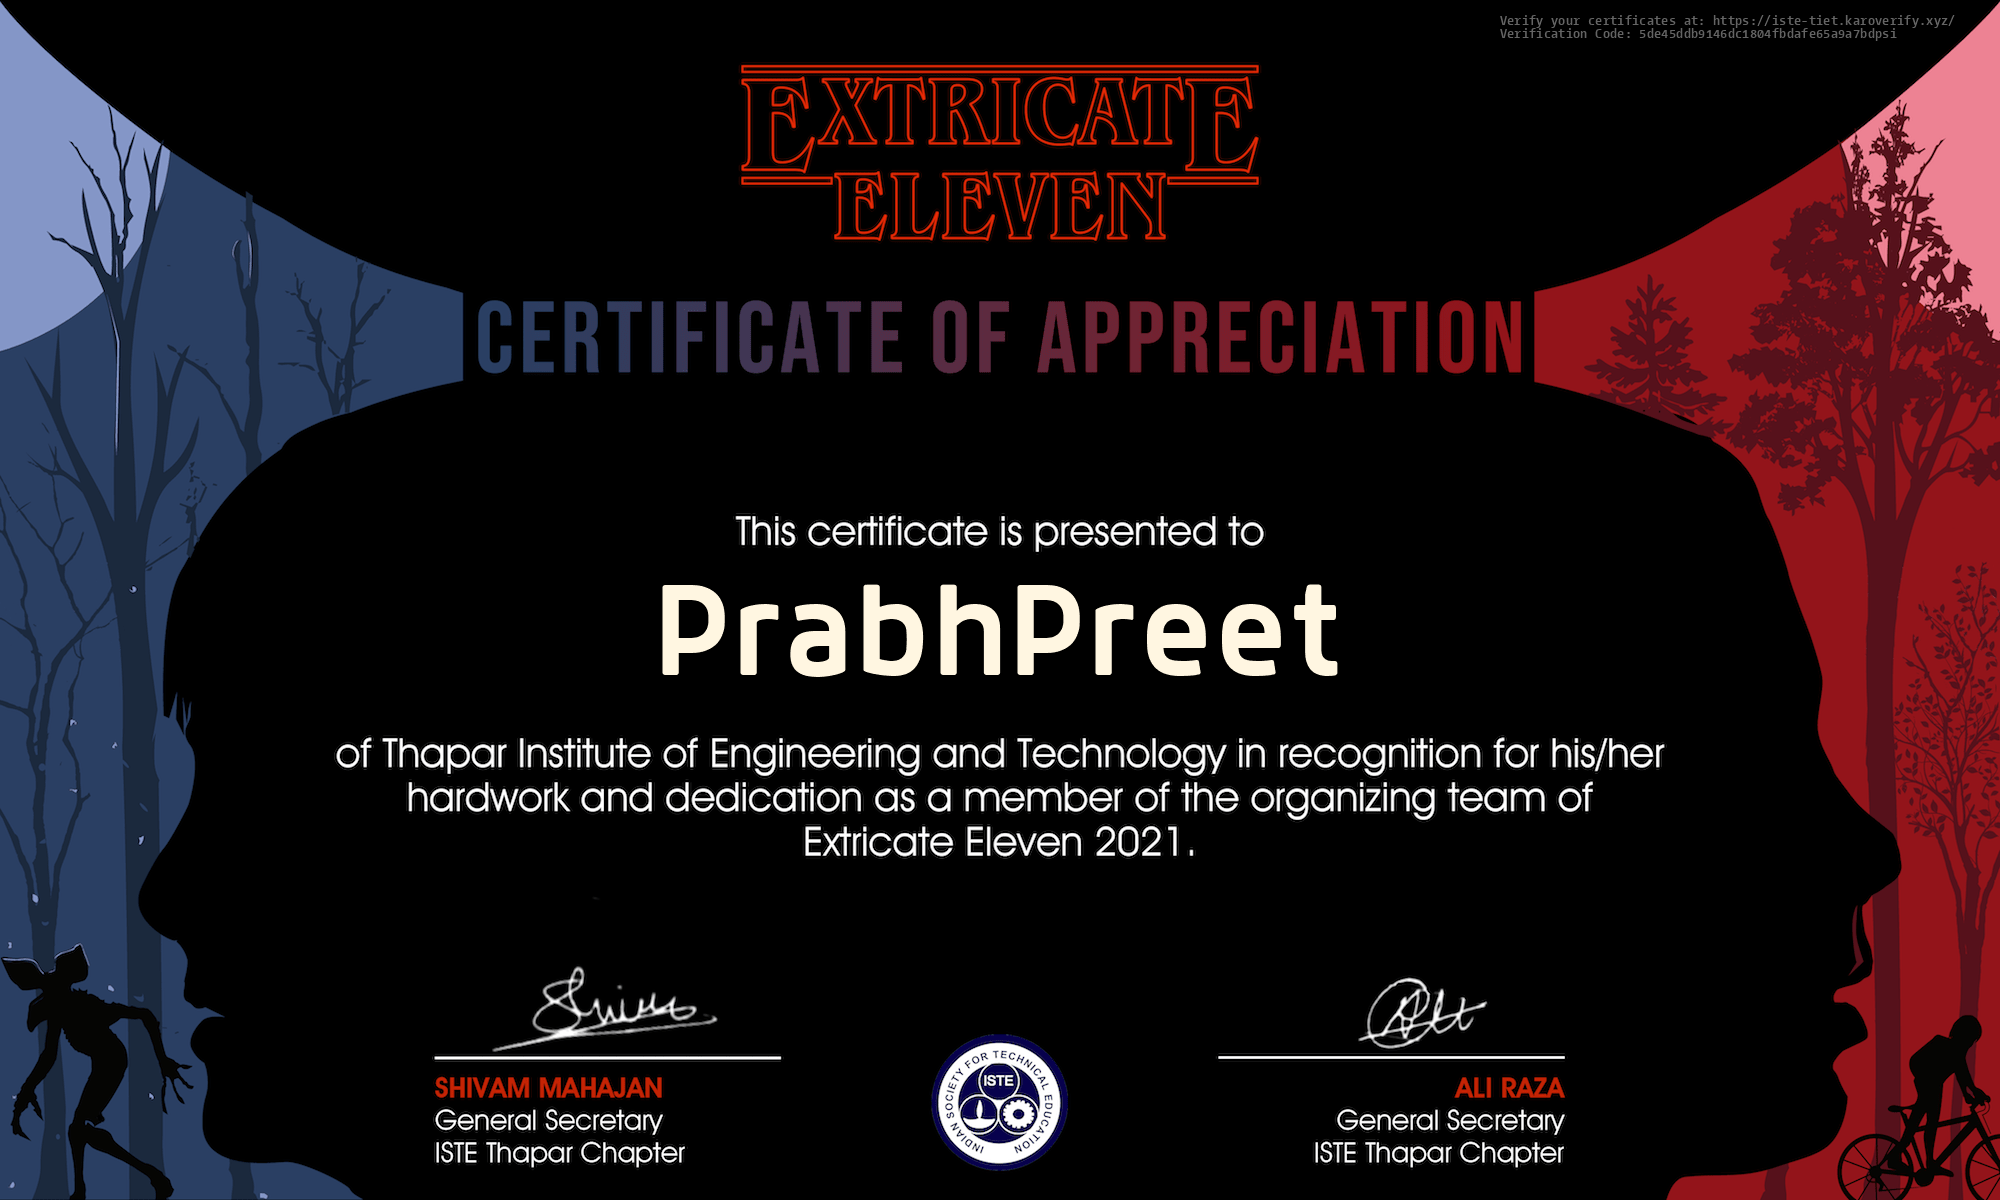 Verify your certificates at: https://iste-tiet.karoverify.xyz/
Verification Code: 5de45ddb9146dc1804fbdafe65a9a7bdpsi
EXTRICATE
ELEVEN
CERTIFICATE OF APPRECIATION
This certificate is presented to
PrabhPreet
of Thapar Institute of Engineering and Technology in recognition for his/her
hardwork and dedication as a member of the organizing team of
Extricate Eleven 2021.
SHIVAM MAHAJAN
General Secretary
ISTE Thapar Chapter
INDIAN SOCIETY FOR TECHNICAL EDUCATION
ISTE
ALI RAZA
General Secretary
ISTE Thapar Chapter